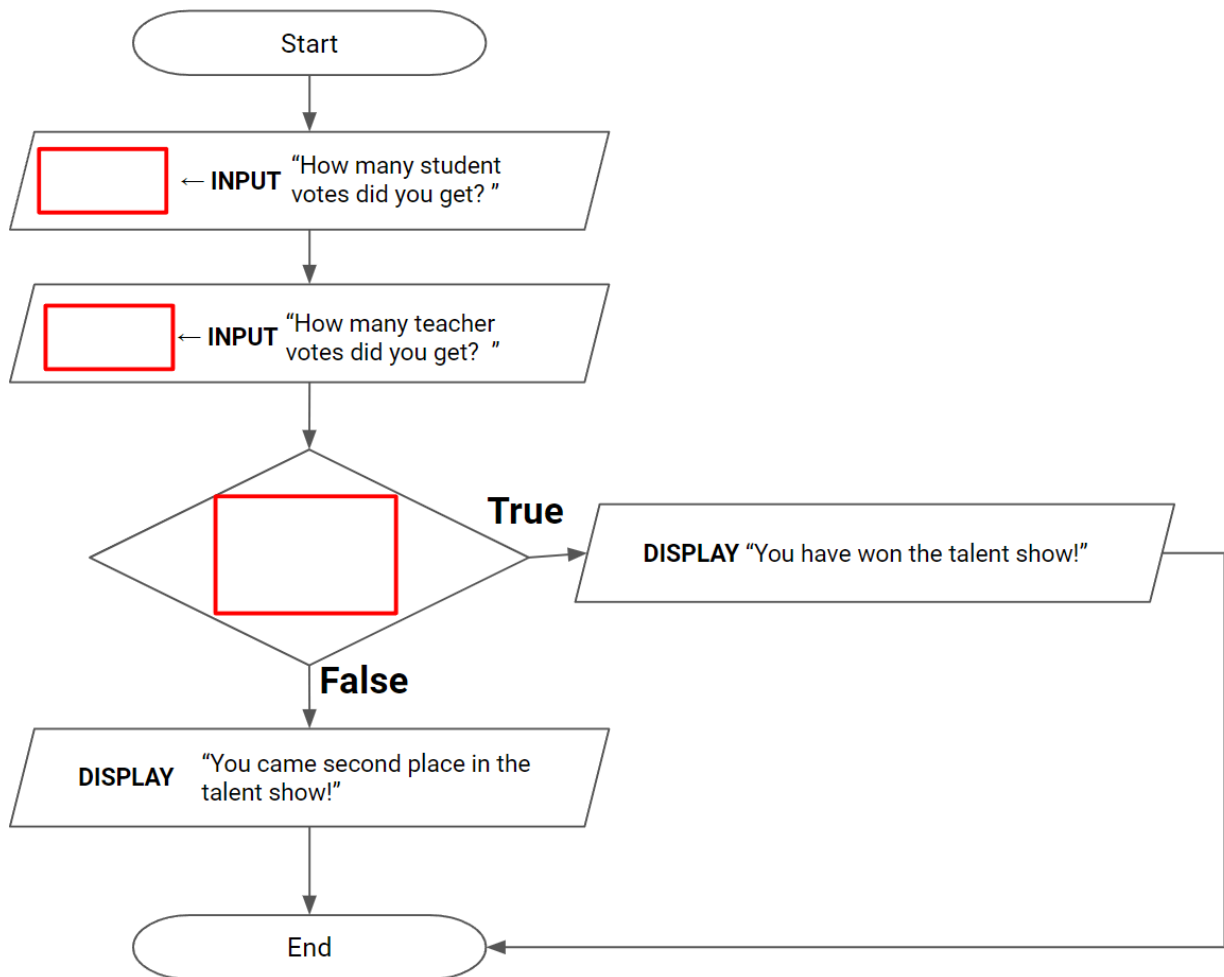 Start
← INPUT “How many student
votes did you get? ”
← INPUT “How many teacher
votes did you get?  ”
True
DISPLAY “You have won the talent show!”
False
DISPLAY “You came second place in the
talent show!”
End